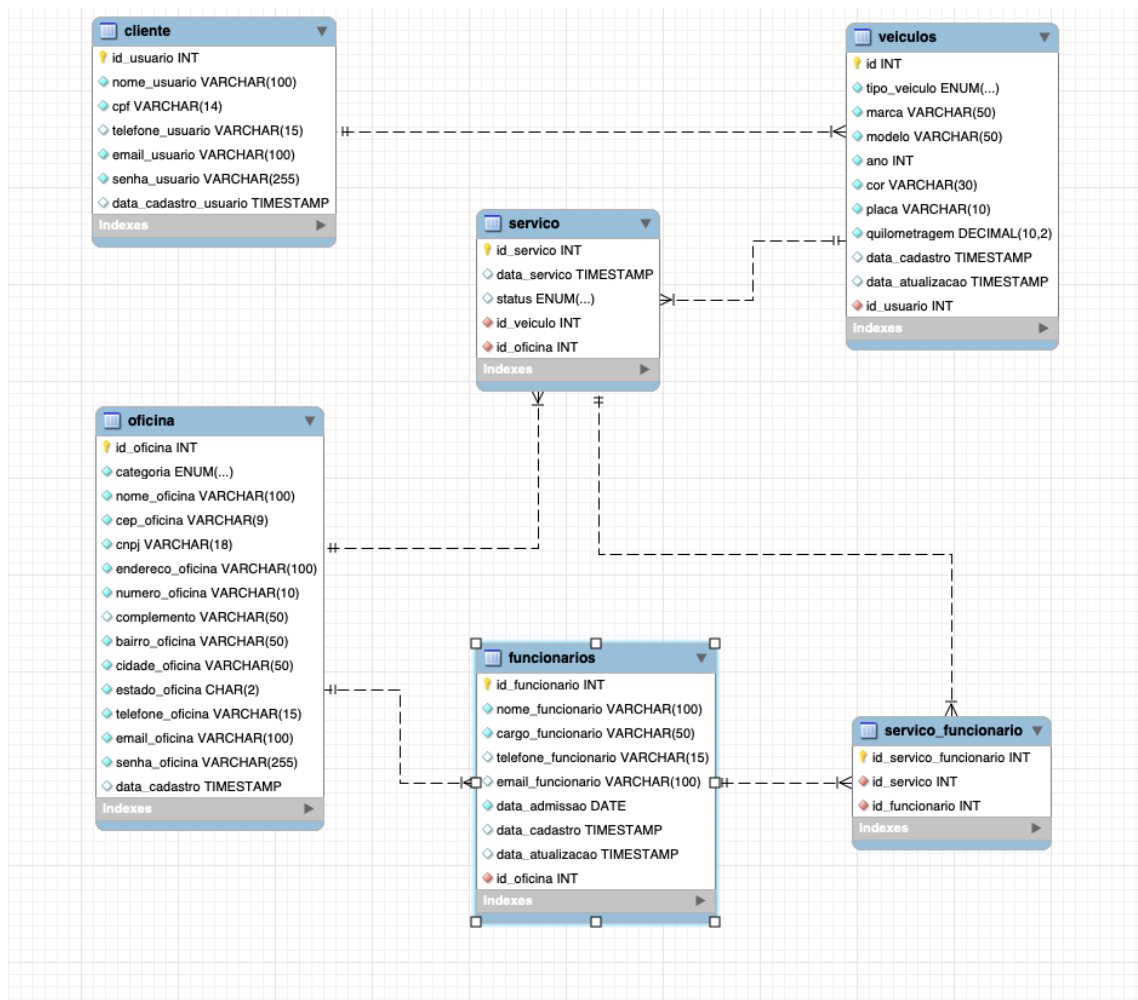 cliente
id_usuario INT
nome_usuario VARCHAR(100)
cpf VARCHAR(14)
telefone_usuario VARCHAR(15)
email_usuario VARCHAR(100)
senha_usuario VARCHAR(255)
data_cadastro_usuario TIMESTAMP
Indexes
veiculos
id INT
tipo_veiculo ENUM(...)
marca VARCHAR(50)
modelo VARCHAR(50)
ano INT
cor VARCHAR(30)
placa VARCHAR(10)
quilometragem DECIMAL(10,2)
data_cadastro TIMESTAMP
data_atualizacao TIMESTAMP
id_usuario INT
Indexes
servico
id_servico INT
data_servico TIMESTAMP
status ENUM(...)
id_veiculo INT
id_oficina INT
Indexes
oficina
id_oficina INT
categoria ENUM(...)
nome_oficina VARCHAR(100)
cep_oficina VARCHAR(9)
cnpj VARCHAR(18)
endereco_oficina VARCHAR(100)
numero_oficina VARCHAR(10)
complemento VARCHAR(50)
bairro_oficina VARCHAR(50)
cidade_oficina VARCHAR(50)
estado_oficina CHAR(2)
telefone_oficina VARCHAR(15)
email_oficina VARCHAR(100)
senha_oficina VARCHAR(255)
data_cadastro TIMESTAMP
Indexes
funcionarios
id_funcionario INT
nome_funcionario VARCHAR(100)
cargo_funcionario VARCHAR(50)
telefone_funcionario VARCHAR(15)
email_funcionario VARCHAR(100)
data_admissao DATE
data_cadastro TIMESTAMP
data_atualizacao TIMESTAMP
id_oficina INT
Indexes
servico_funcionario
id_servico_funcionario INT
id_servico INT
id_funcionario INT
Indexes